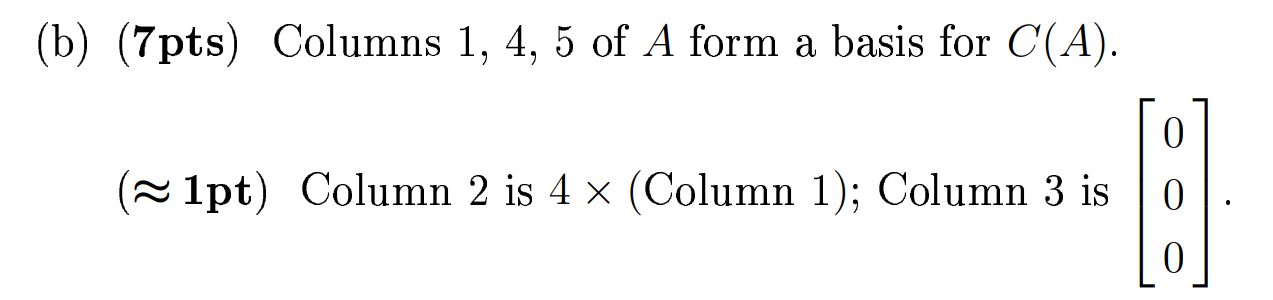 (b) (7pts) Columns 1, 4, 5 of A form a basis for C(A).
(≈ 1pt) Column 2 is 4 × (Column 1); Column 3 is [0 0 0].